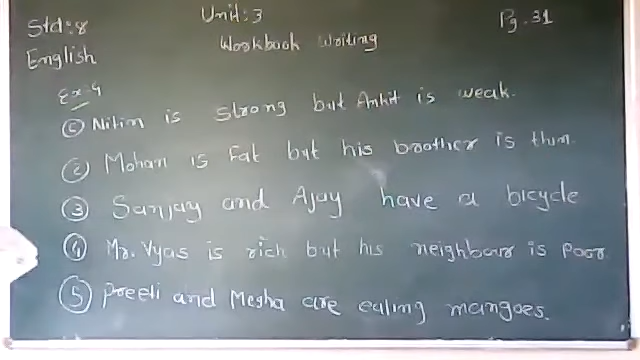 Std:8 Unit:3 Pg.31
English Workbook Writing
Ex-4
① Nitin is strong but Ankit is weak.
② Mohan is Fat but his brother is thin.
③ Sanjay and Ajay have a bicycle
④ Mr. Vyas is rich but his neighbour is poor.
⑤ Preeti and Megha are eating mangoes.